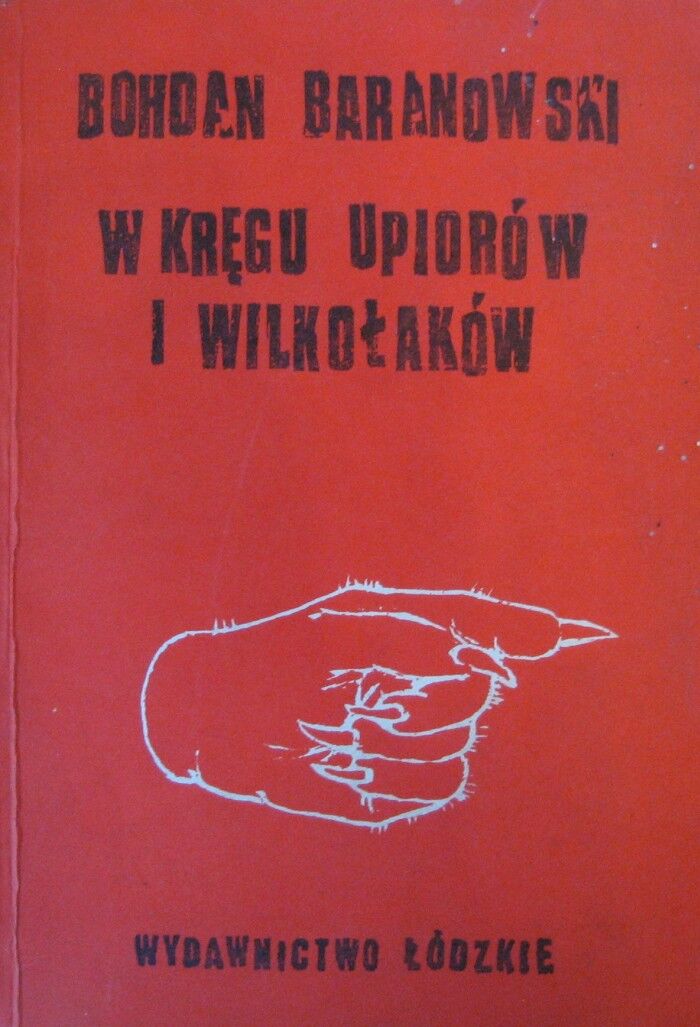 BOHDAN BARANOWSKI
W KRĘGU UPIORÓW
I WILKOŁAKÓW
WYDAWNICTWO ŁÓDZKIE